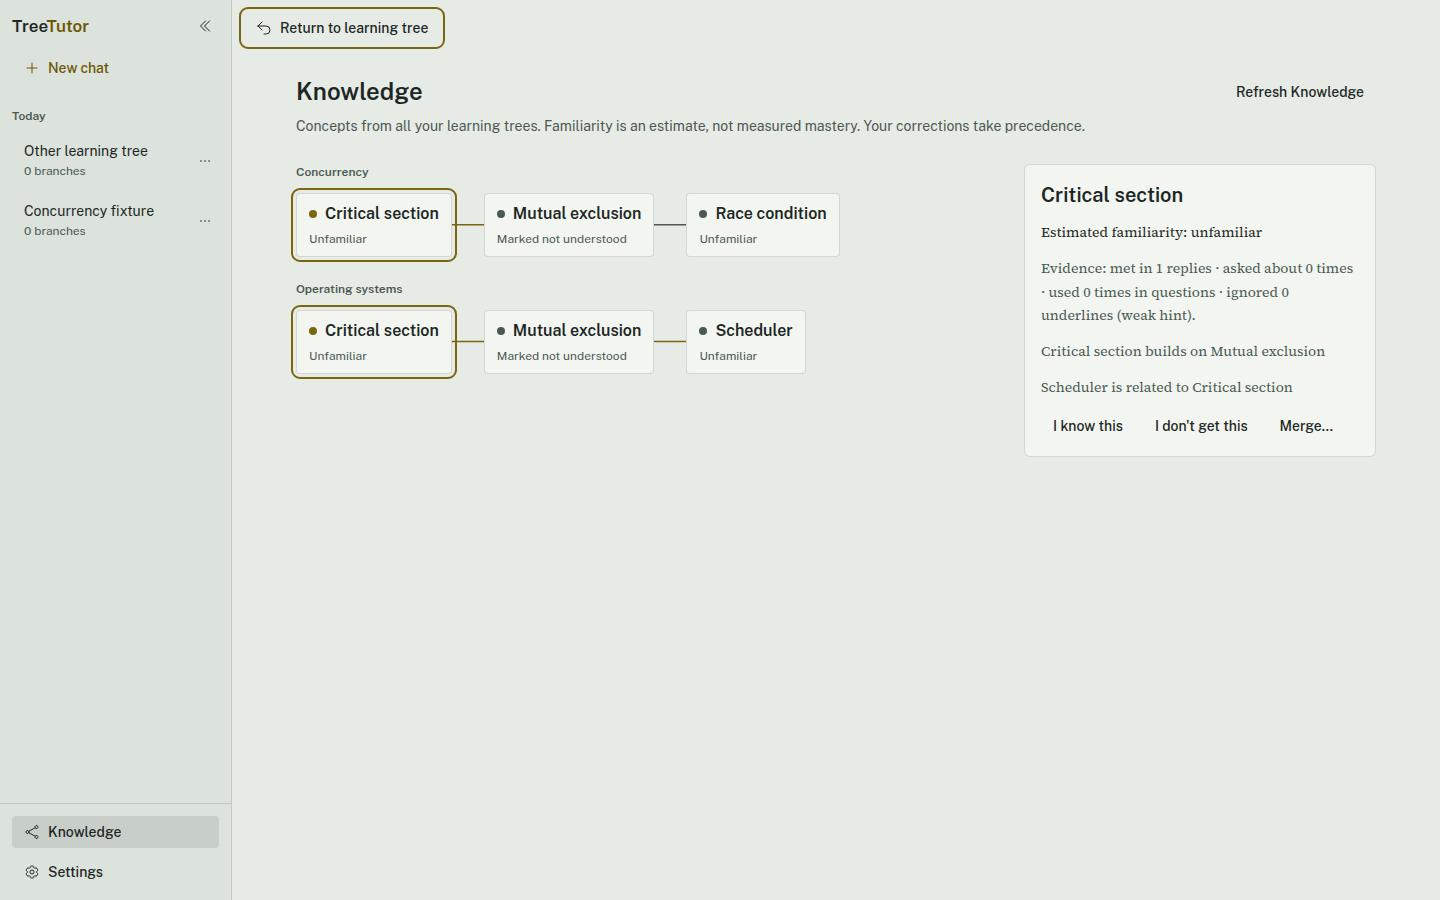 TreeTutor
Return to learning tree
New chat
Today
Other learning tree
0 branches
Concurrency fixture
0 branches
Knowledge
Settings
Knowledge
Refresh Knowledge
Concepts from all your learning trees. Familiarity is an estimate, not measured mastery. Your corrections take precedence.
Concurrency
Critical section
Unfamiliar
Mutual exclusion
Marked not understood
Race condition
Unfamiliar
Operating systems
Critical section
Unfamiliar
Mutual exclusion
Marked not understood
Scheduler
Unfamiliar
Critical section
Estimated familiarity: unfamiliar
Evidence: met in 1 replies · asked about 0 times
· used 0 times in questions · ignored 0
underlines (weak hint).
Critical section builds on Mutual exclusion
Scheduler is related to Critical section
I know this
I don't get this
Merge...